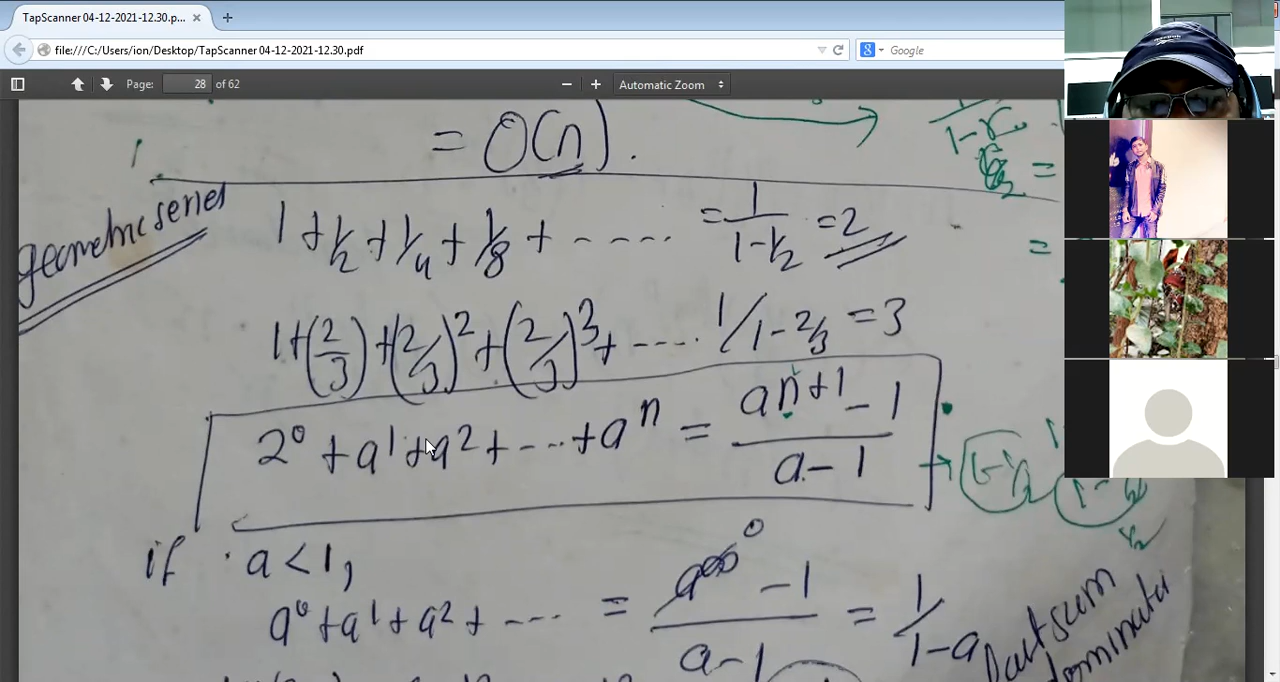 TapScanner 04-12-2021-12.30.p...
file:///C:/Users/ion/Desktop/TapScanner 04-12-2021-12.30.pdf
Google
Page: 28 of 62
Automatic Zoom
= O(n).
geometric series
1 + 1/2 + 1/4 + 1/8 + ---- = 1/(1-1/2) = 2
1+(2/3)+(2/3)^2+(2/3)^3+ ---- 1/1-2/3 = 3
2^0 + a^1 + a^2 + --- + a^n = (an+1 - 1)/(a-1)
if a<1,
a^0 + a^1 + a^2 + --- = (a^∞ - 1)/(a-1) = 1/(1-a)